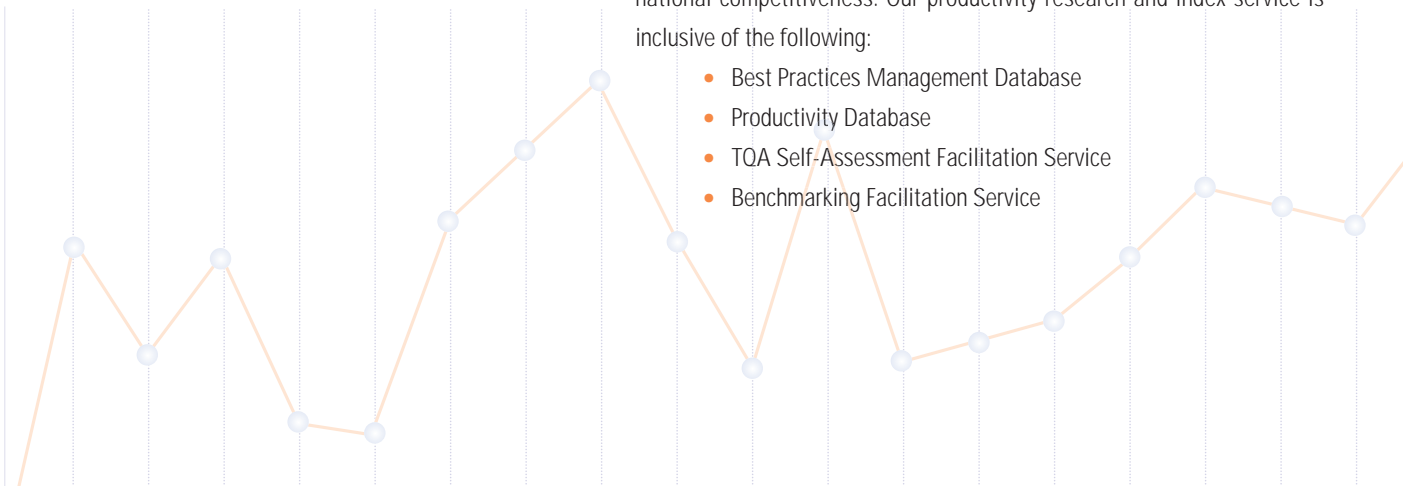 national competitiveness. Our productivity research and index service is
inclusive of the following:
• Best Practices Management Database
• Productivity Database
• TQA Self-Assessment Facilitation Service
• Benchmarking Facilitation Service